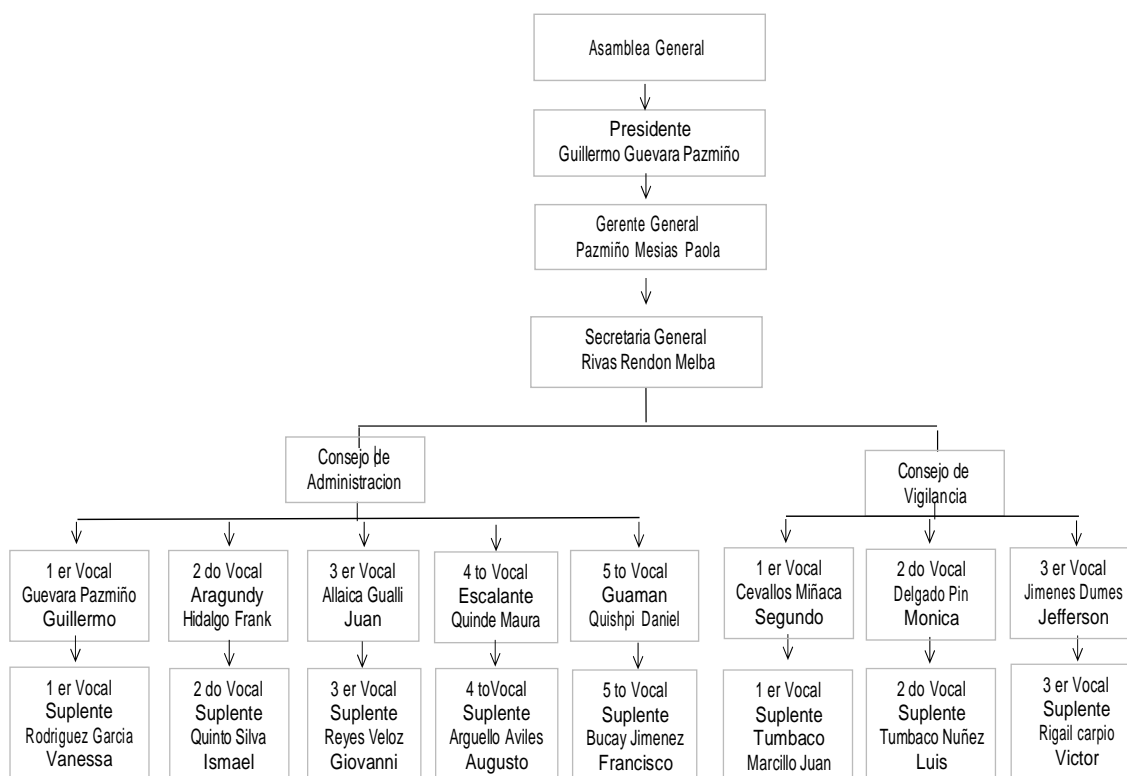 Asamblea General
Presidente
Guillermo Guevara Pazmiño
Gerente General
Pazmiño Mesias Paola
Secretaria General
Rivas Rendon Melba
Consejo de
Administracion
Consejo de
Vigilancia
1 er Vocal
Guevara Pazmiño
Guillermo
2 do Vocal
Aragundy
Hidalgo Frank
3 er Vocal
Allaica Gualli
Juan
4 to Vocal
Escalante
Quinde Maura
5 to Vocal
Guaman
Quishpi Daniel
1 er Vocal
Cevallos Miñaca
Segundo
2 do Vocal
Delgado Pin
Monica
3 er Vocal
Jimenes Dumes
Jefferson
1 er Vocal
Suplente
Rodriguez Garcia
Vanessa
2 do Vocal
Suplente
Quinto Silva
Ismael
3 er Vocal
Suplente
Reyes Veloz
Giovanni
4 toVocal
Suplente
Arguello Aviles
Augusto
5 to Vocal
Suplente
Bucay Jimenez
Francisco
1 er Vocal
Suplente
Tumbaco
Marcillo Juan
2 do Vocal
Suplente
Tumbaco Nuñez
Luis
3 er Vocal
Suplente
Rigail carpio
Victor